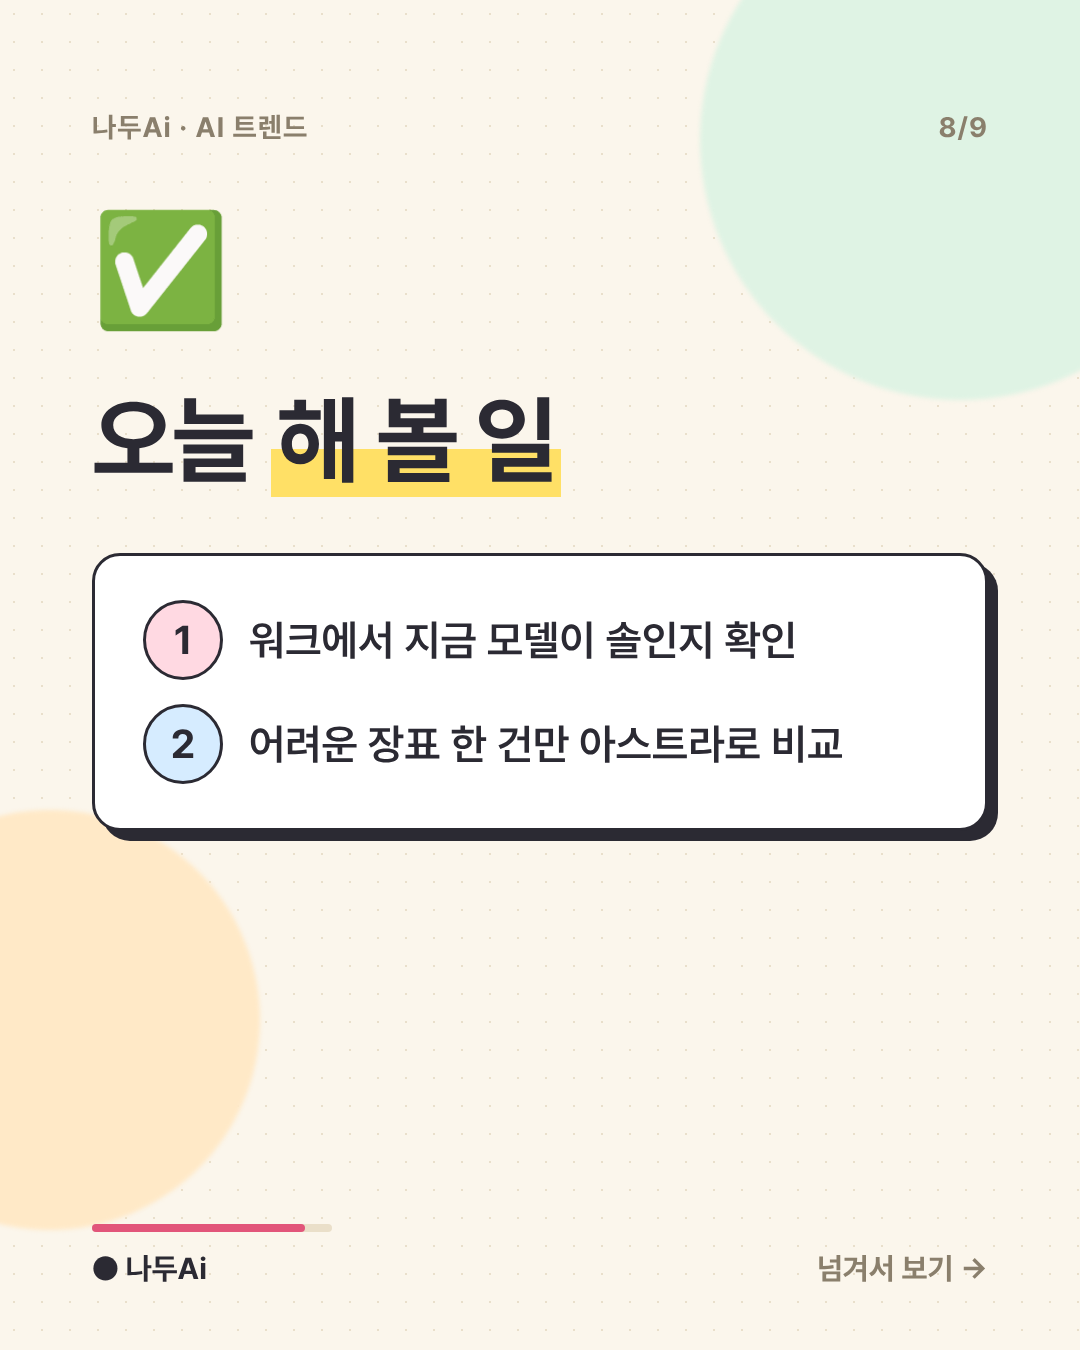 나두Ai · AI 트렌드
8/9
오늘 해 볼 일
1 워크에서 지금 모델이 솔인지 확인
2 어려운 장표 한 건만 아스트라로 비교
나두Ai
넘겨서 보기 →